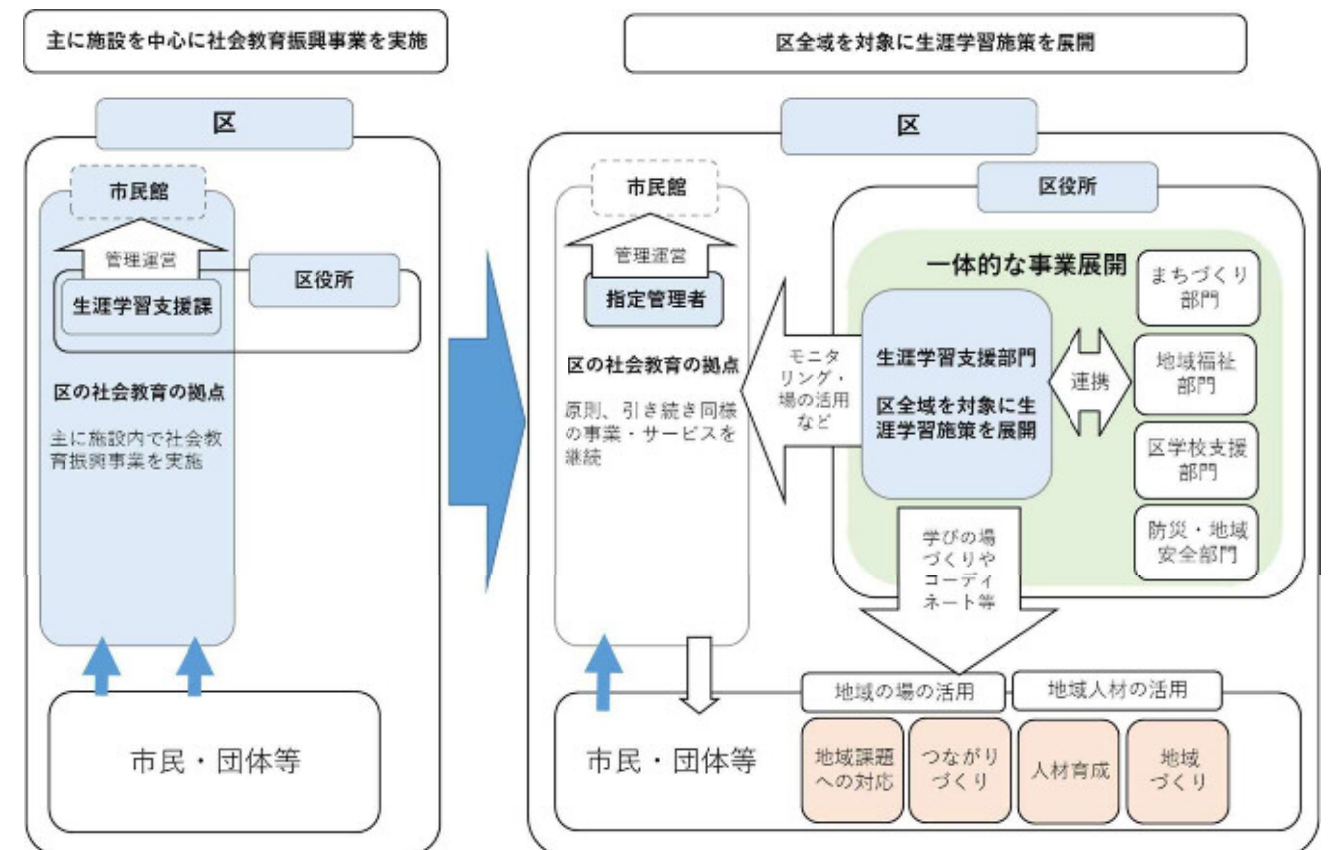 主に施設を中心に社会教育振興事業を実施
区
市民館
管理運営
生涯学習支援課
区役所
区の社会教育の拠点
主に施設内で社会教
育振興事業を実施
市民・団体等
区全域を対象に生涯学習施策を展開
区
市民館
管理運営
指定管理者
区の社会教育の拠点
原則、引き続き同様
の事業・サービスを
継続
モニタ
リング・
場の活用
など
区役所
一体的な事業展開
生涯学習支援部門
区全域を対象に生
涯学習施策を展開
連携
まちづくり
部門
地域福祉
部門
区学校支援
部門
防災・地域
安全部門
学びの場
づくりや
コーディ
ネート等
市民・団体等
地域の場の活用
地域人材の活用
地域課題
への対応
つながり
づくり
人材育成
地域
づくり